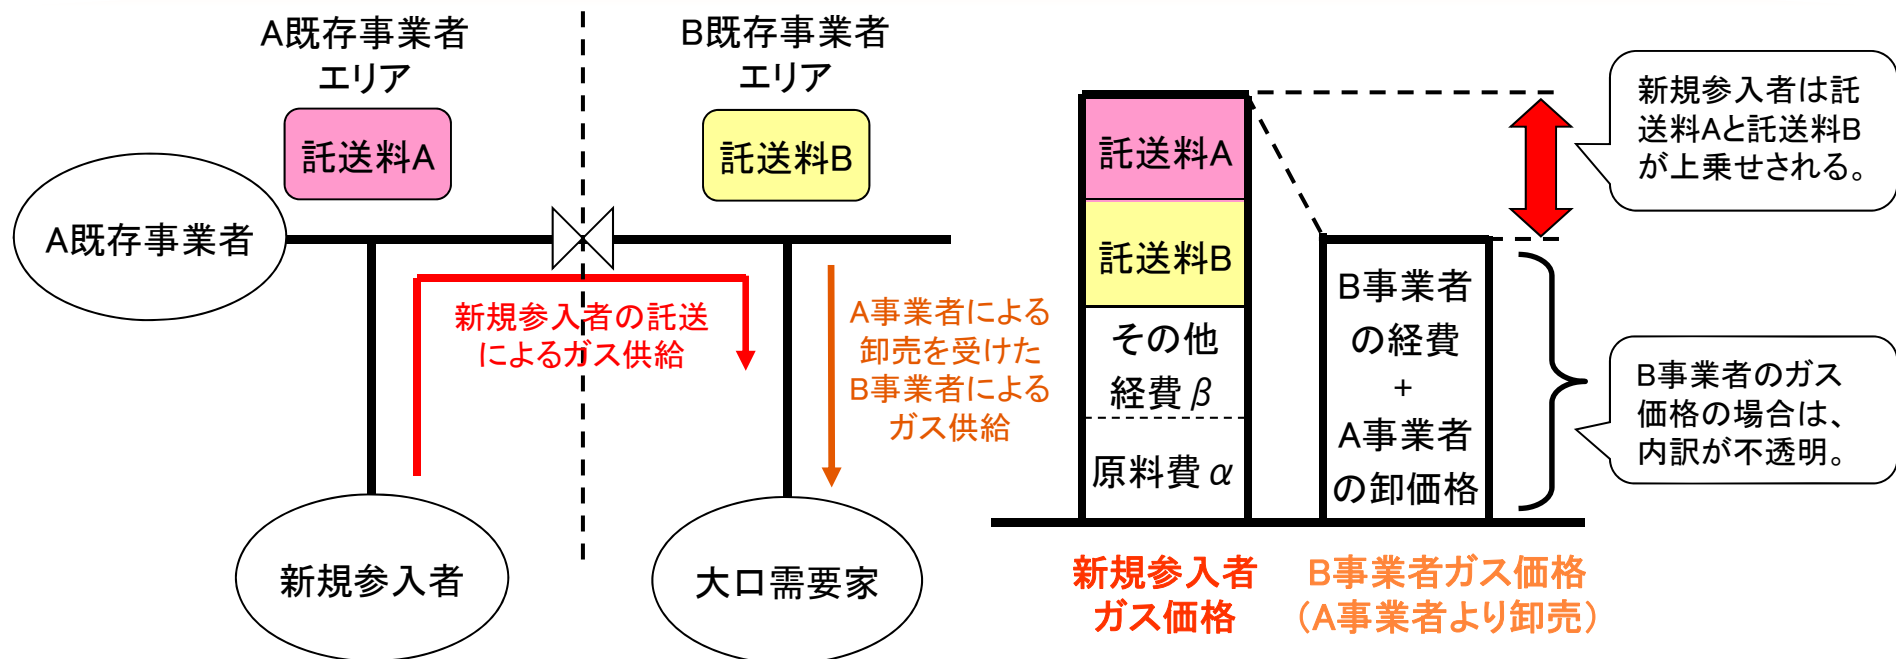 A既存事業者
エリア
託送料A
B既存事業者
エリア
託送料B
A既存事業者
新規参入者の託送
によるガス供給
A事業者による
卸売を受けた
B事業者による
ガス供給
新規参入者
大口需要家
託送料A
託送料B
その他
経費β
原料費α
B事業者
の経費
+
A事業者
の卸価格
新規参入者は託
送料Aと託送料B
が上乗せされる。
B事業者のガス
価格の場合は、
内訳が不透明。
新規参入者
ガス価格
B事業者ガス価格
(A事業者より卸売)